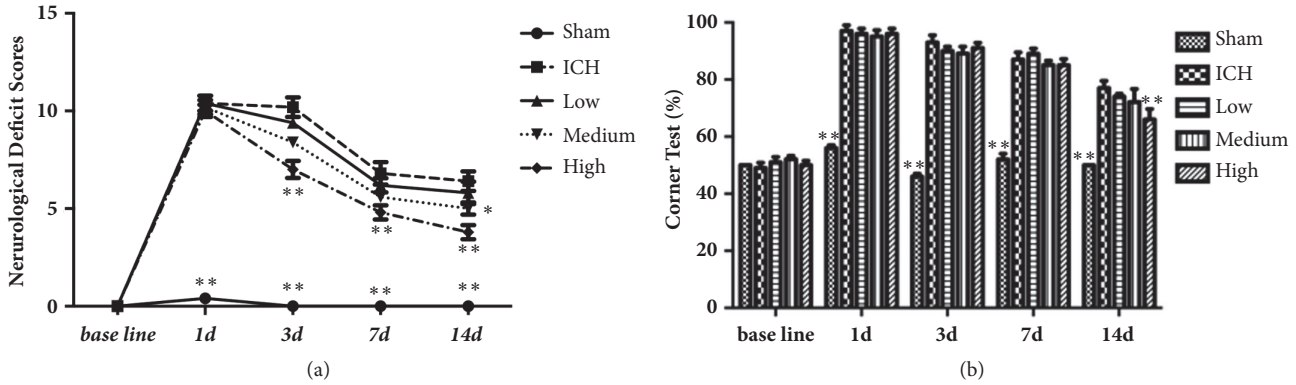 15
10
5
0
Nenurological Deficit Scores
**
**
**
**
**
**
*
**
base line 1d 3d 7d 14d
Sham
ICH
Low
Medium
High
(a)
100
80
60
40
20
0
Corner Test (%)
**
**
**
**
**
base line 1d 3d 7d 14d
Sham
ICH
Low
Medium
High
(b)